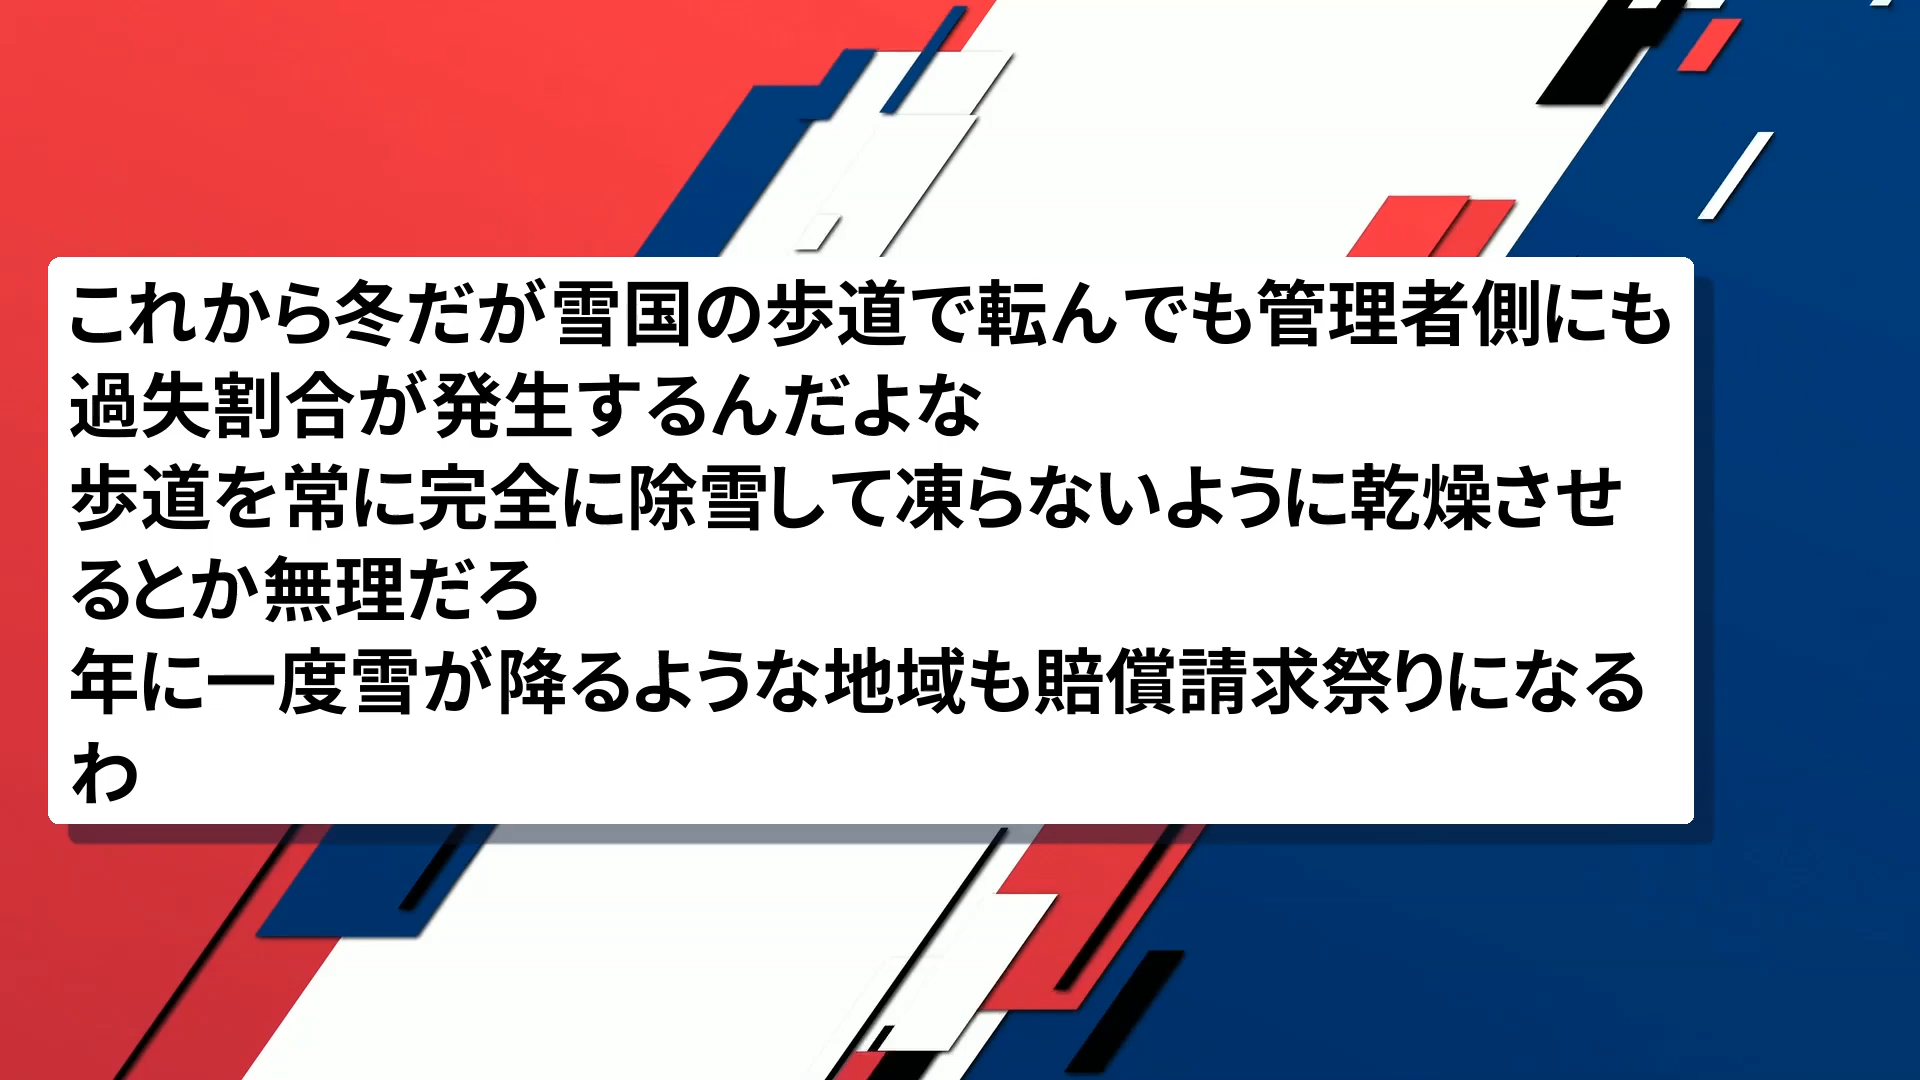 これから冬だが雪国の歩道で転んでも管理者側にも
過失割合が発生するんだよな
歩道を常に完全に除雪して凍らないように乾燥させ
るとか無理だろ
年に一度雪が降るような地域も賠償請求祭りになる
わ